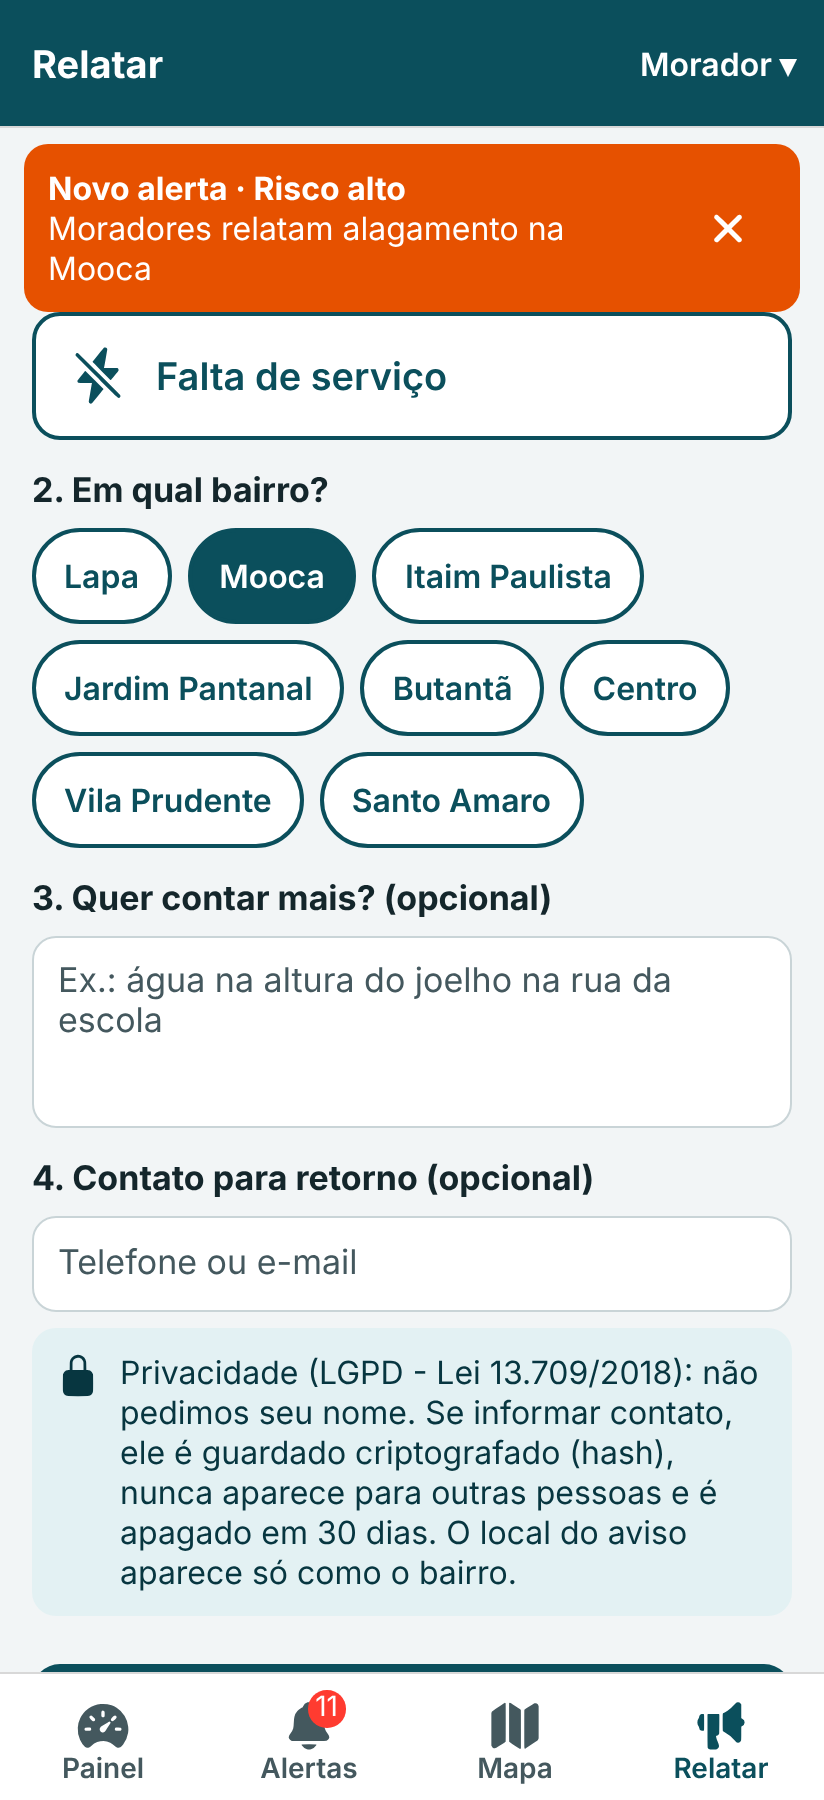 Relatar
Morador ▾
Novo alerta · Risco alto
Moradores relatam alagamento na
Mooca
Falta de serviço
2. Em qual bairro?
Lapa
Mooca
Itaim Paulista
Jardim Pantanal
Butantã
Centro
Vila Prudente
Santo Amaro
3. Quer contar mais? (opcional)
Ex.: água na altura do joelho na rua da
escola
4. Contato para retorno (opcional)
Telefone ou e-mail
Privacidade (LGPD - Lei 13.709/2018): não
pedimos seu nome. Se informar contato,
ele é guardado criptografado (hash),
nunca aparece para outras pessoas e é
apagado em 30 dias. O local do aviso
aparece só como o bairro.
Painel
11
Alertas
Mapa
Relatar